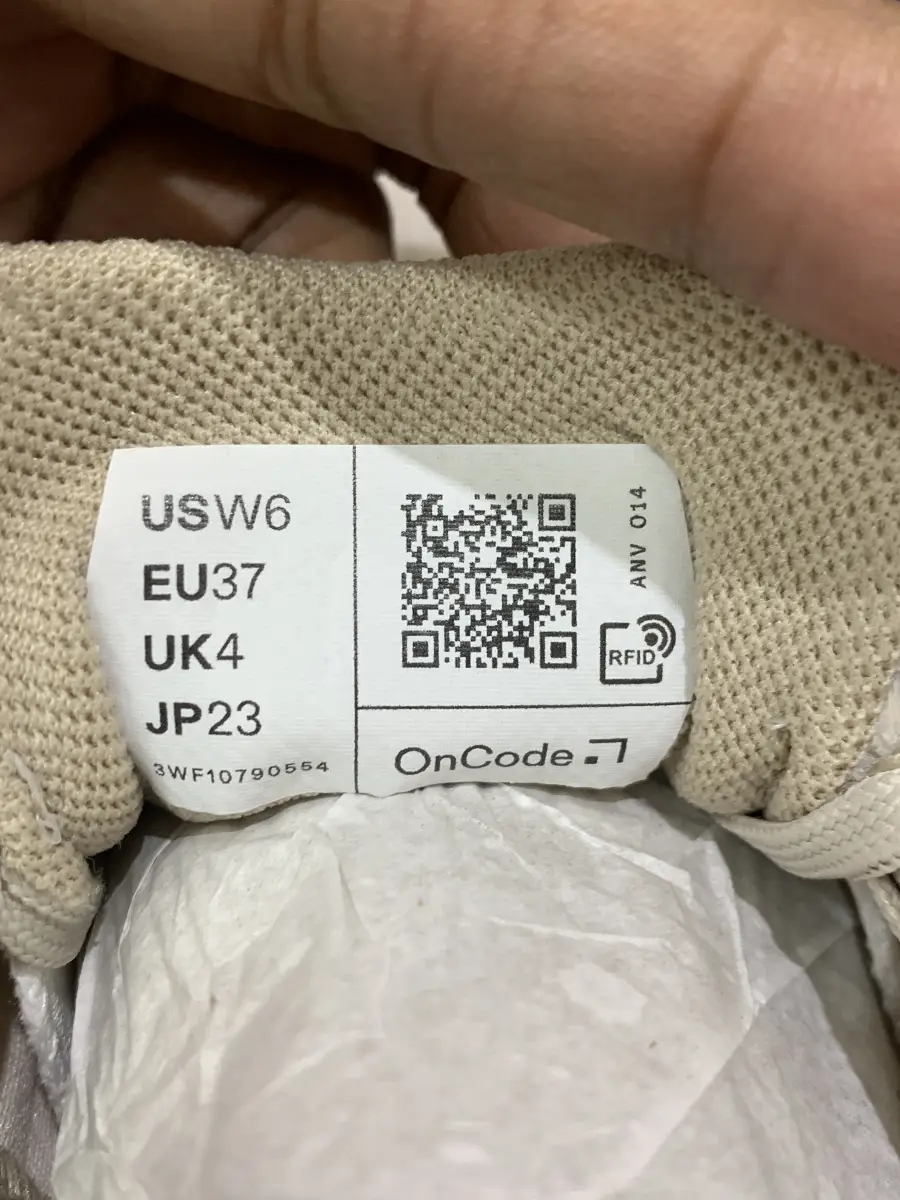 USW6
EU37
UK4
JP23
3WF10790554
ANV 014
RFID
OnCode